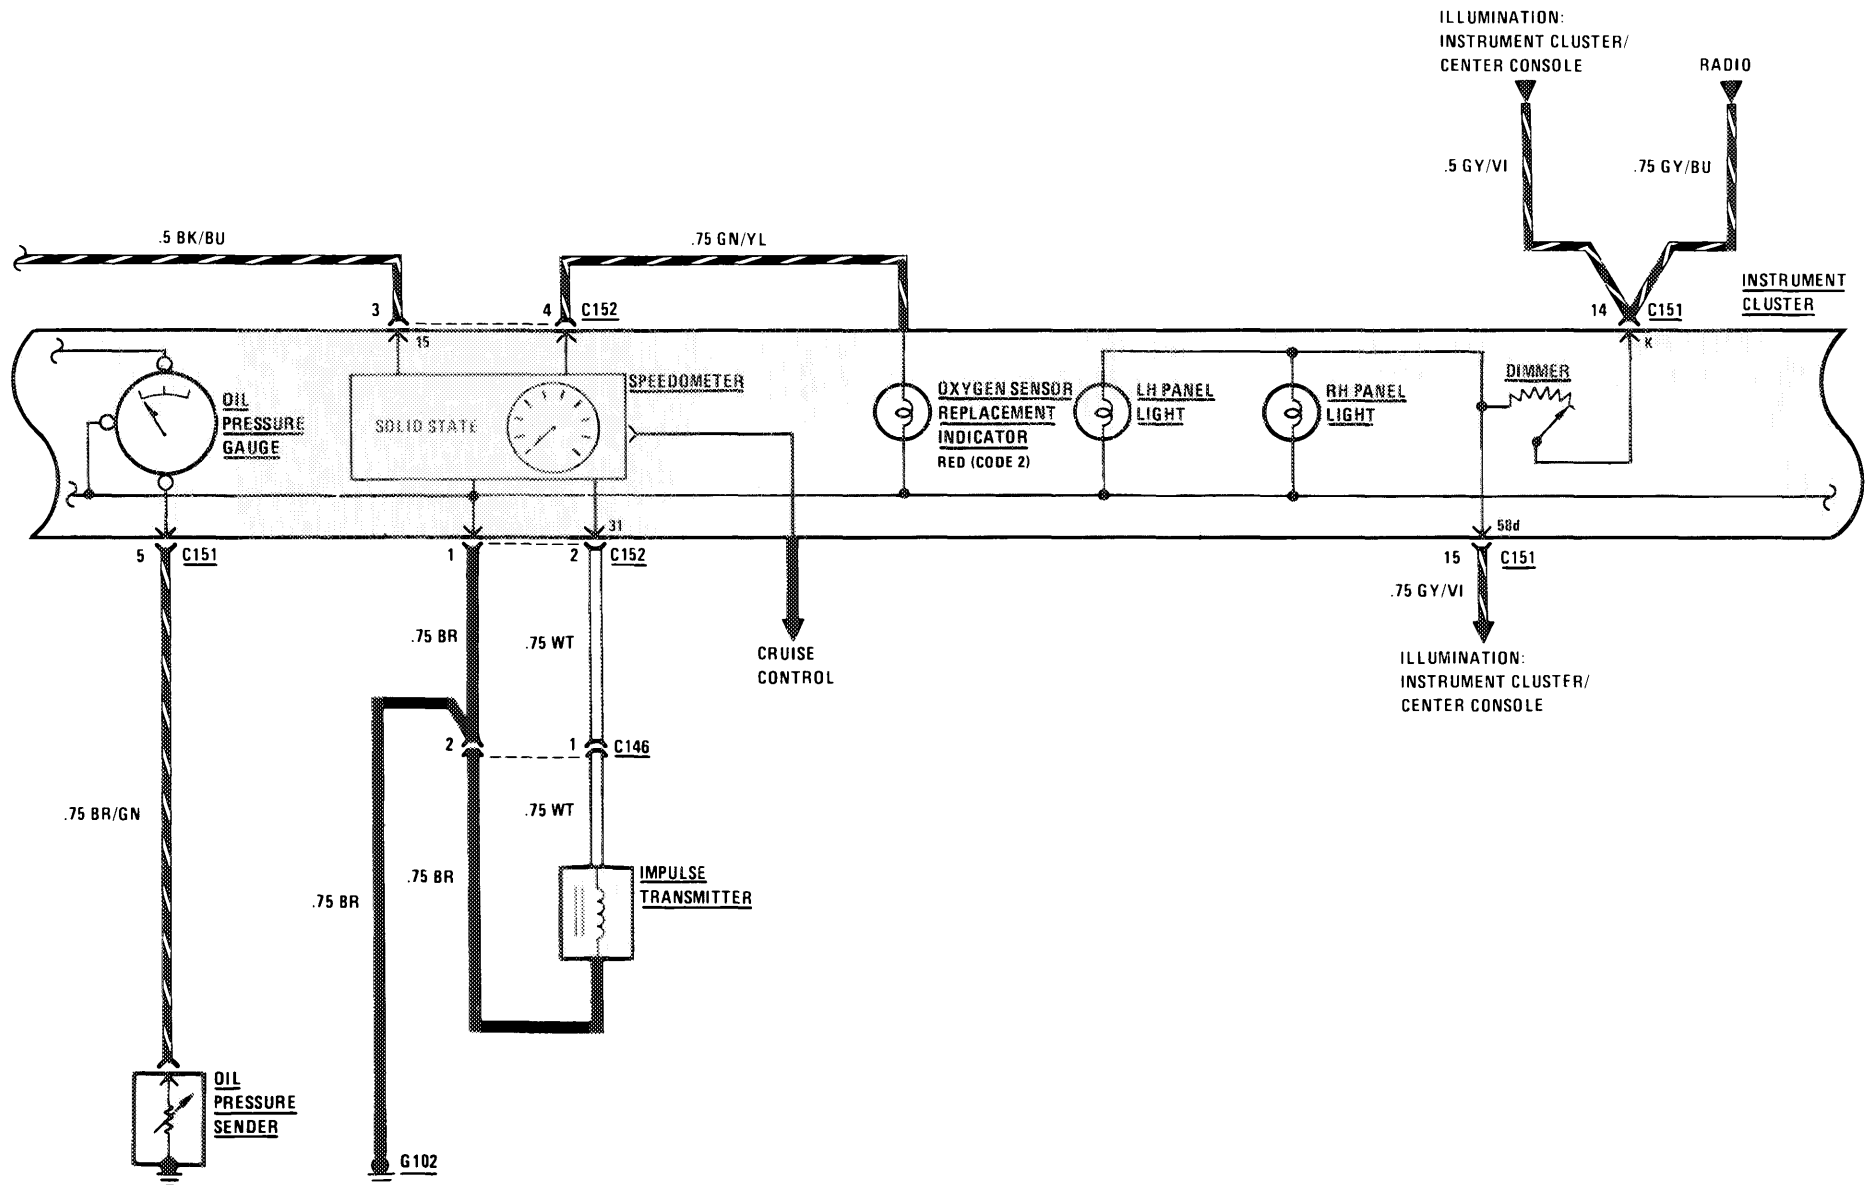 ILLUMINATION:
INSTRUMENT CLUSTER/
CENTER CONSOLE
RADIO
.5 GY/VI
.75 GY/BU
.5 BK/BU
.75 GN/YL
INSTRUMENT
CLUSTER
3
4
C152
14
C151
15
K
SPEEDOMETER
SOLID STATE
OIL
PRESSURE
GAUGE
OXYGEN SENSOR
REPLACEMENT
INDICATOR
RED (CODE 2)
LH PANEL
LIGHT
RH PANEL
LIGHT
DIMMER
31
58d
5
C151
1
2
C152
15
C151
.75 GY/VI
.75 BR
.75 WT
CRUISE
CONTROL
ILLUMINATION:
INSTRUMENT CLUSTER/
CENTER CONSOLE
2
1
C146
.75 BR/GN
.75 WT
.75 BR
.75 BR
IMPULSE
TRANSMITTER
OIL
PRESSURE
SENDER
G102